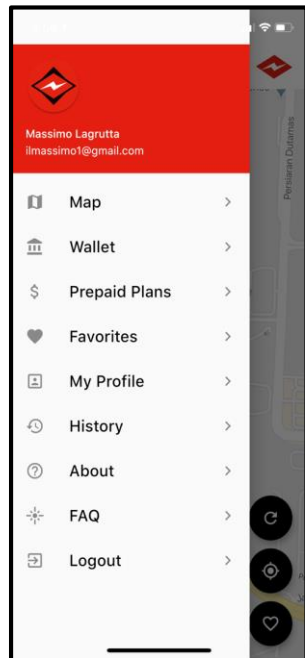 Massimo Lagrutta
ilmassimo1@gmail.com
Map
Wallet
Prepaid Plans
Favorites
My Profile
History
About
FAQ
Logout
Persiaran Dutamas